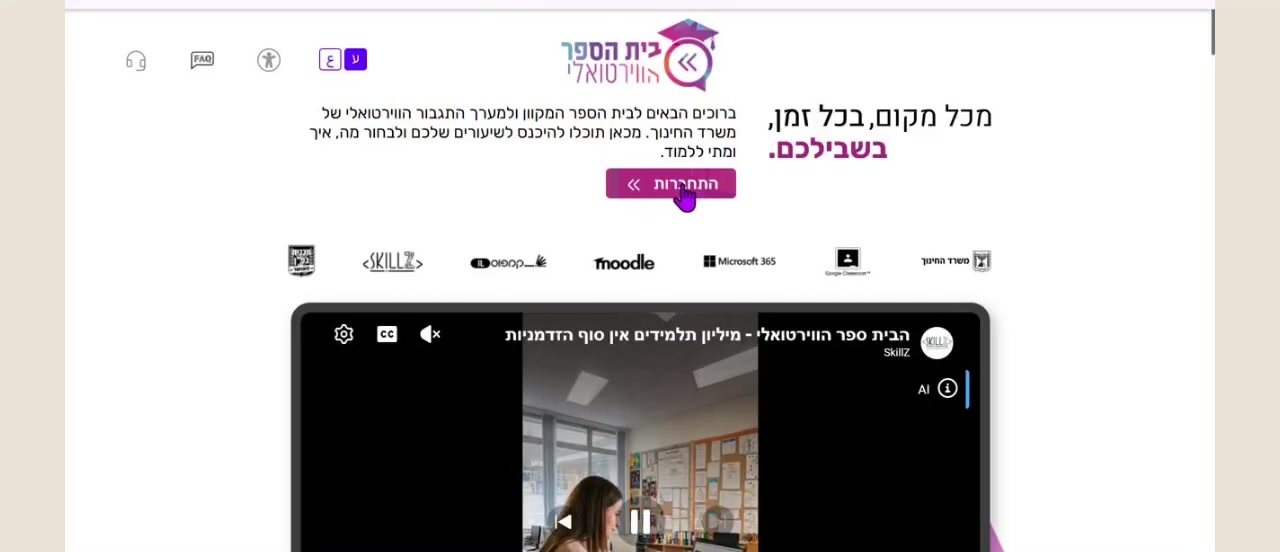 FAQ
ع
ע
בית הספר
הווירטואלי
מכל מקום, בכל זמן,
בשבילכם.
ברוכים הבאים לבית הספר המקוון ולמערך התגבור הווירטואלי של
משרד החינוך. מכאן תוכלו להיכנס לשיעורים שלכם ולבחור מה, איך
ומתי ללמוד.
התחברות
משרד החינוך
Google Classroom
Microsoft 365
moodle
קמפוס IL
<SKILLZ>
הבית ספר הווירטואלי - מיליון תלמידים אין סוף הזדמנויות
SkillZ
<SKILLZ>
CC
AI